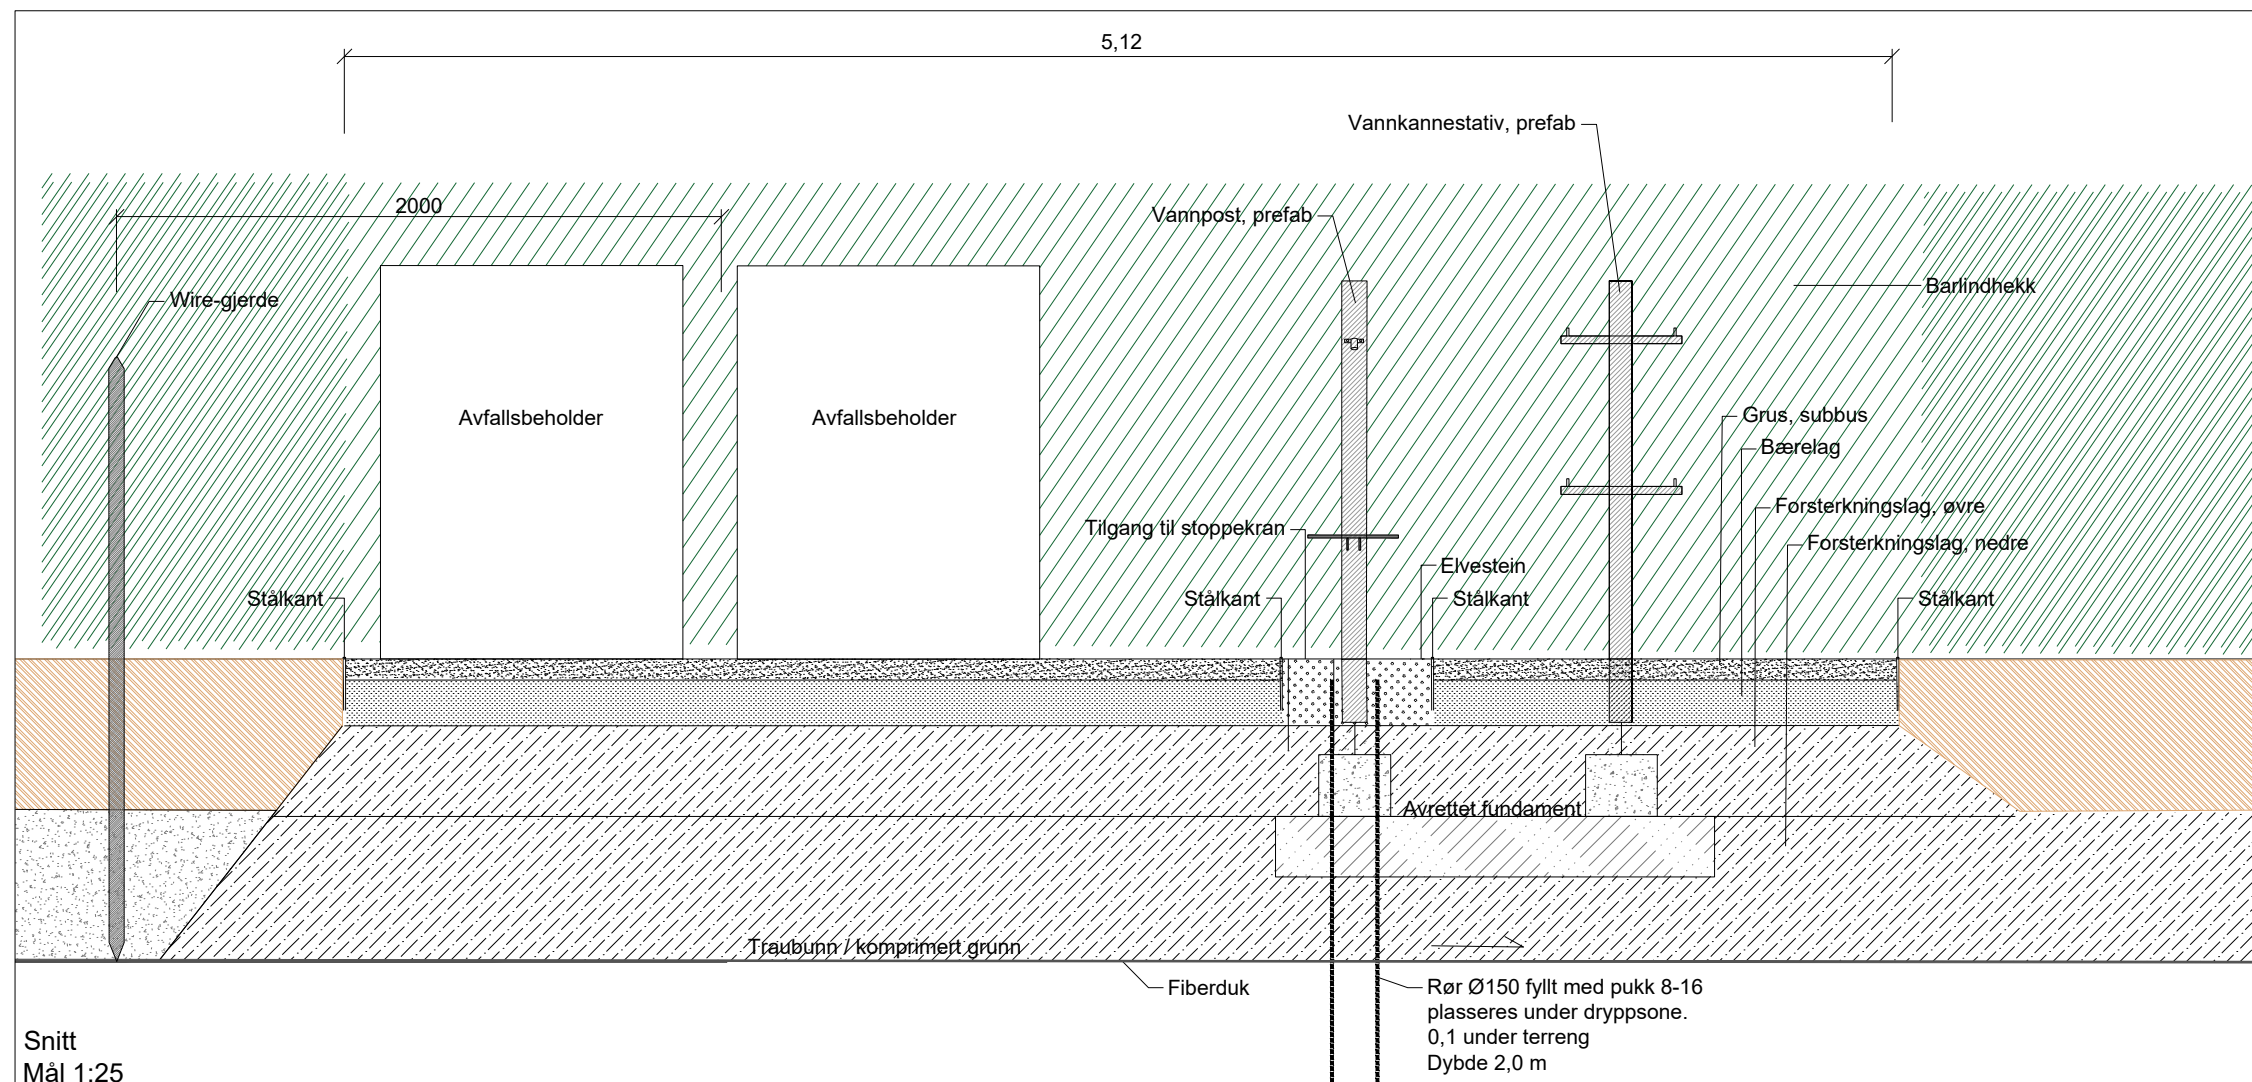 5,12
Vannkannestativ, prefab
2000
Vannpost, prefab
Wire-gjerde
Barlindhekk
Avfallsbeholder
Avfallsbeholder
Grus, subbus
Bærelag
Forsterkningslag, øvre
Tilgang til stoppekran
Forsterkningslag, nedre
Elvestein
Stålkant
Stålkant
Stålkant
Stålkant
Avrettet fundament
Traubunn / komprimert grunn
Fiberduk
Rør Ø150 fyllt med pukk 8-16
plasseres under dryppsone.
0,1 under terreng
Dybde 2,0 m
Snitt
Mål 1:25